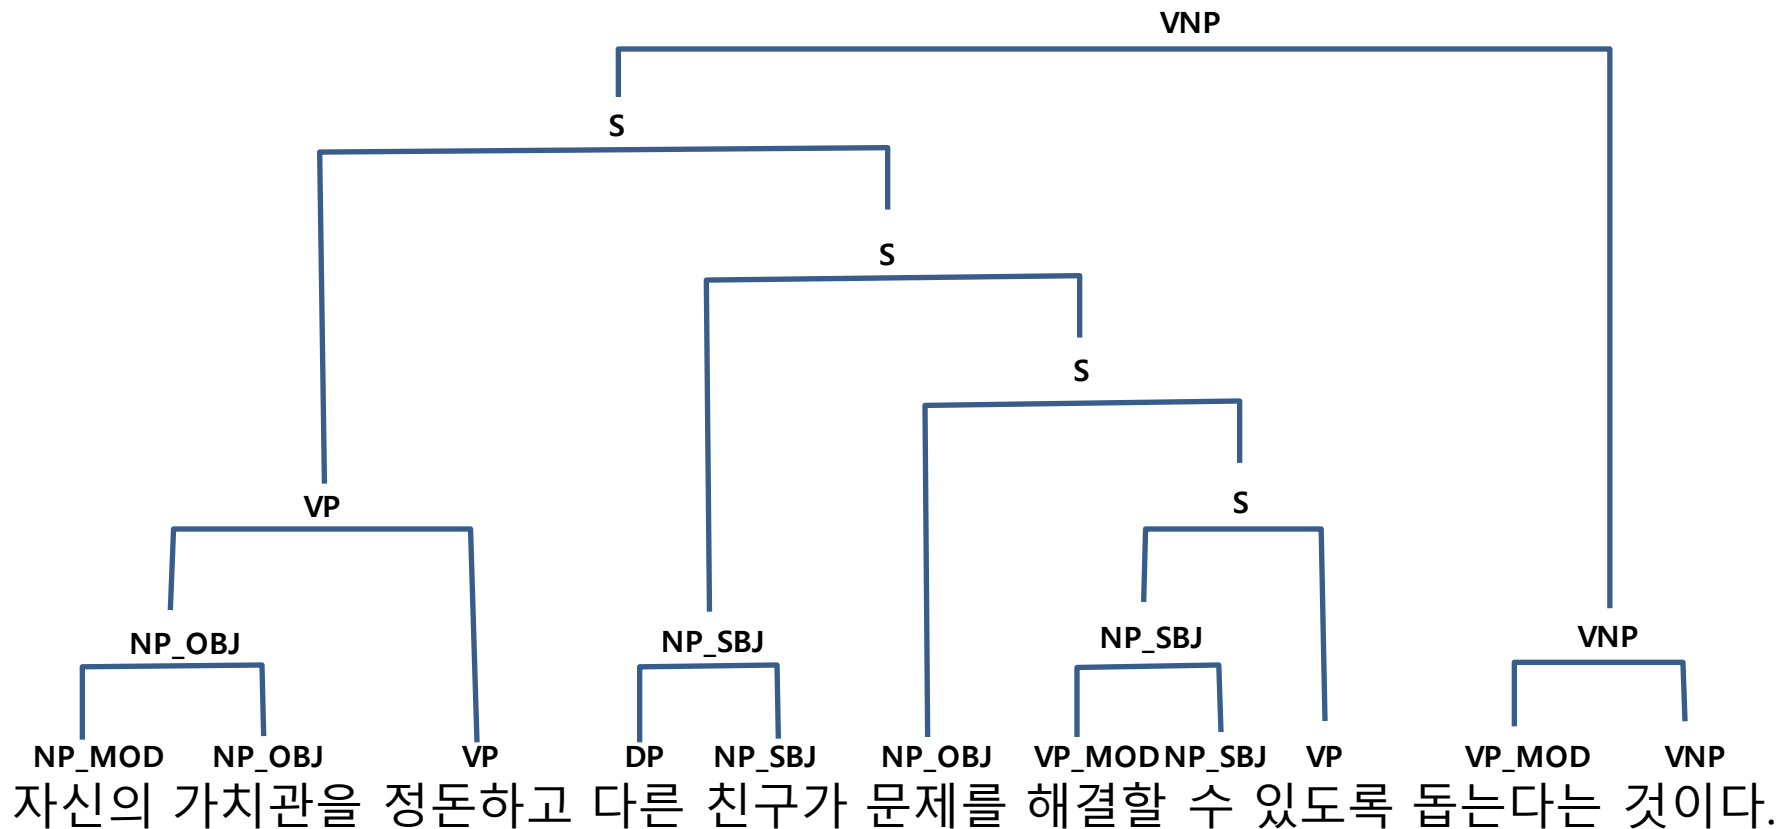 VNP
S
S
S
VP S
NP_OBJ NP_SBJ NP_SBJ VNP
NP_MOD NP_OBJ VP DP NP_SBJ NP_OBJ VP_MOD NP_SBJ VP VP_MOD VNP
자신의 가치관을 정돈하고 다른 친구가 문제를 해결할 수 있도록 돕는다는 것이다.